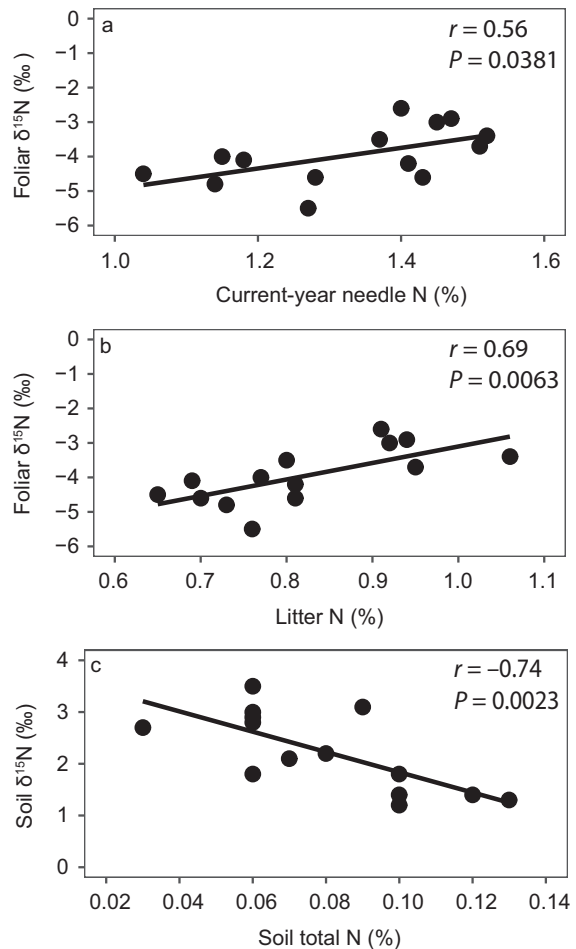 a
r = 0.56
P = 0.0381
0
−1
−2
−3
−4
−5
−6
Foliar δ¹⁵N (‰)
1.0 1.2 1.4 1.6
Current-year needle N (%)
b
r = 0.69
P = 0.0063
0
−1
−2
−3
−4
−5
−6
Foliar δ¹⁵N (‰)
0.6 0.7 0.8 0.9 1.0 1.1
Litter N (%)
c
r = −0.74
P = 0.0023
4
3
2
1
0
Soil δ¹⁵N (‰)
0.02 0.04 0.06 0.08 0.10 0.12 0.14
Soil total N (%)